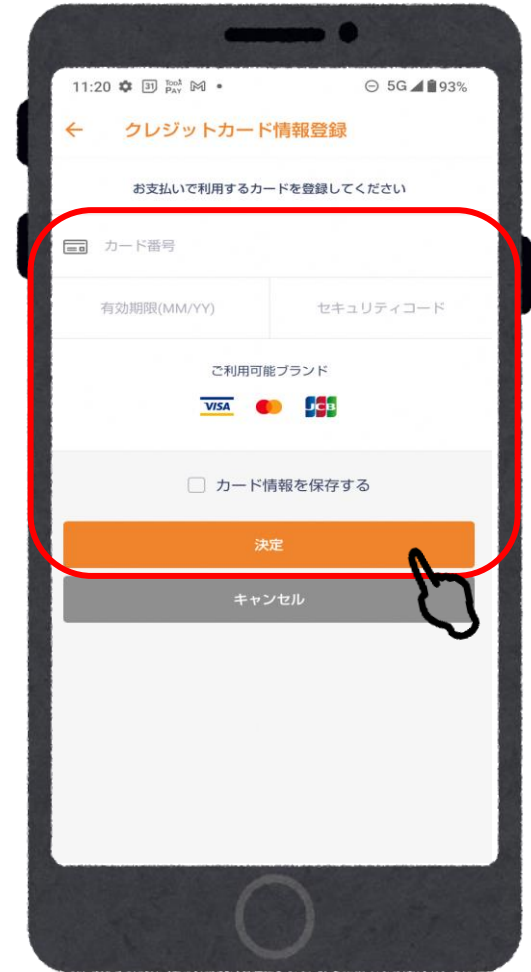 11:20 31 TooX PAY M • 5G 93%
← クレジットカード情報登録
お支払いで利用するカードを登録してください
カード番号
有効期限(MM/YY) セキュリティコード
ご利用可能ブランド
VISA JCB
カード情報を保存する
決定
キャンセル